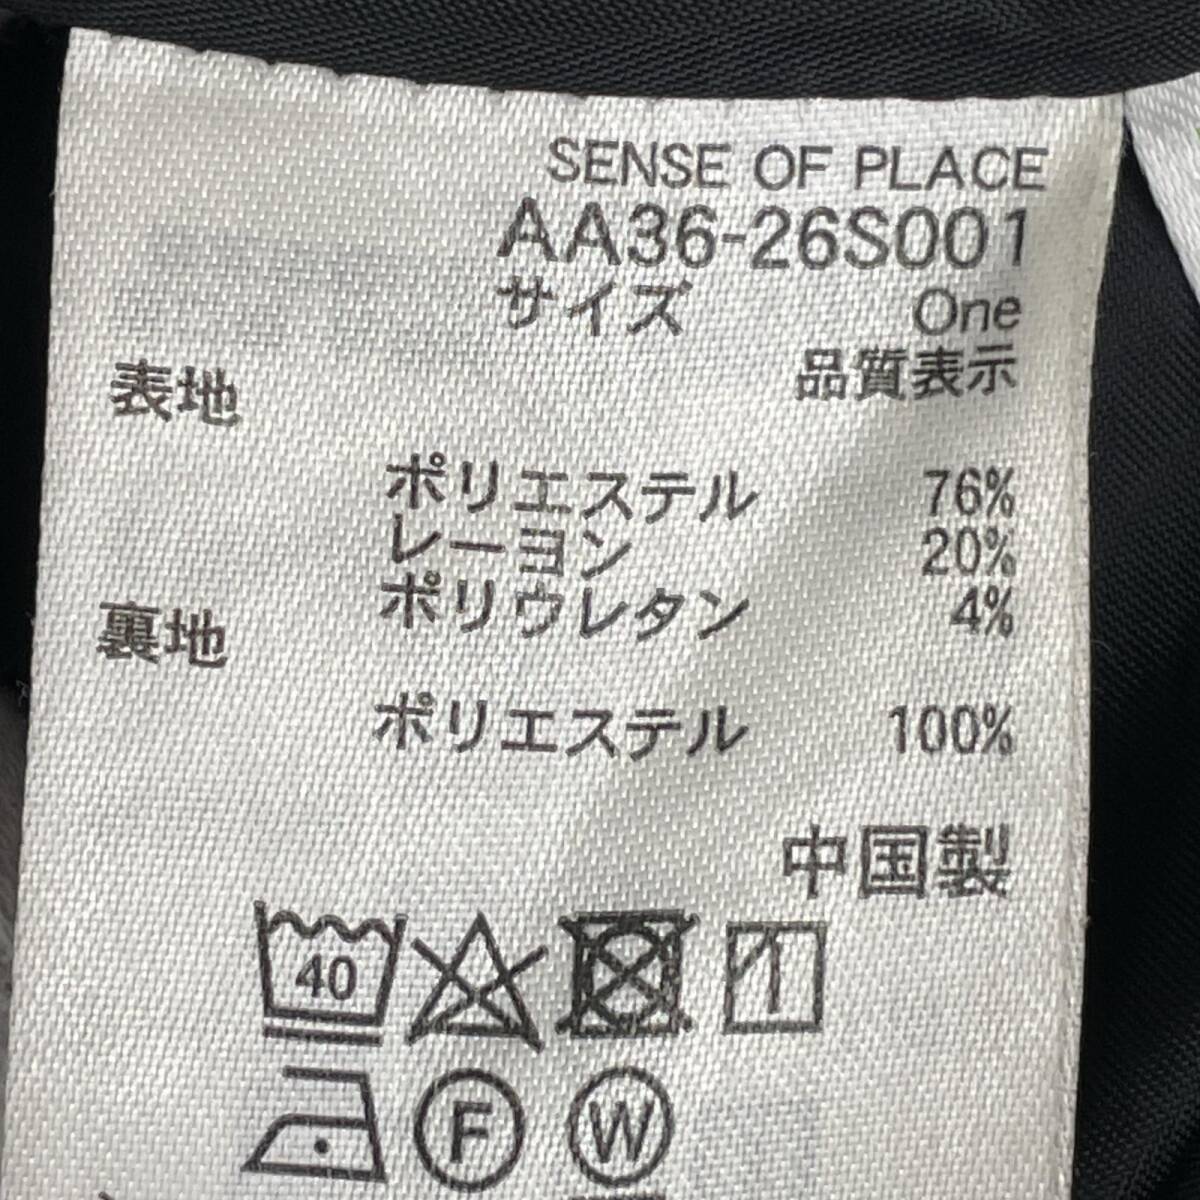 SENSE OF PLACE
AA36-26S001
サイズ One
品質表示
表地
ポリエステル 76%
レーヨン 20%
ポリウレタン 4%
裏地
ポリエステル 100%
中国製
40
F W